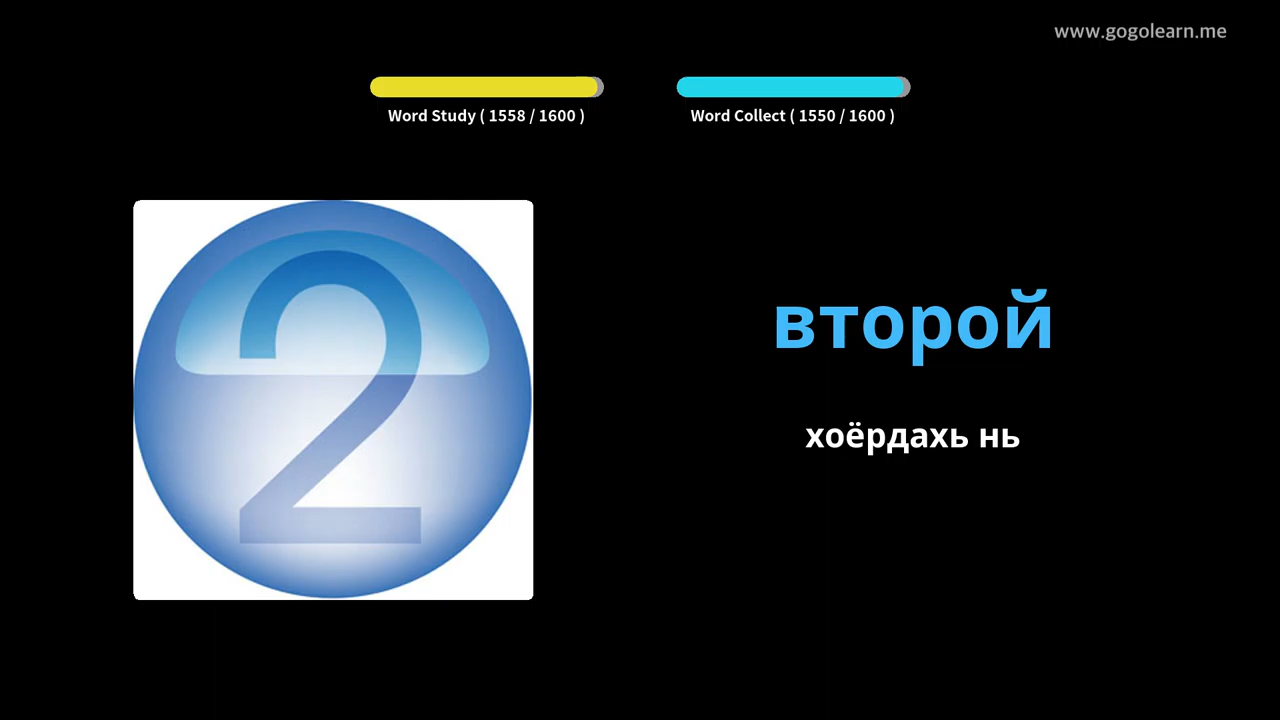 www.gogolearn.me
Word Study ( 1558 / 1600 )
Word Collect ( 1550 / 1600 )
2
второй
хоёрдахь нь